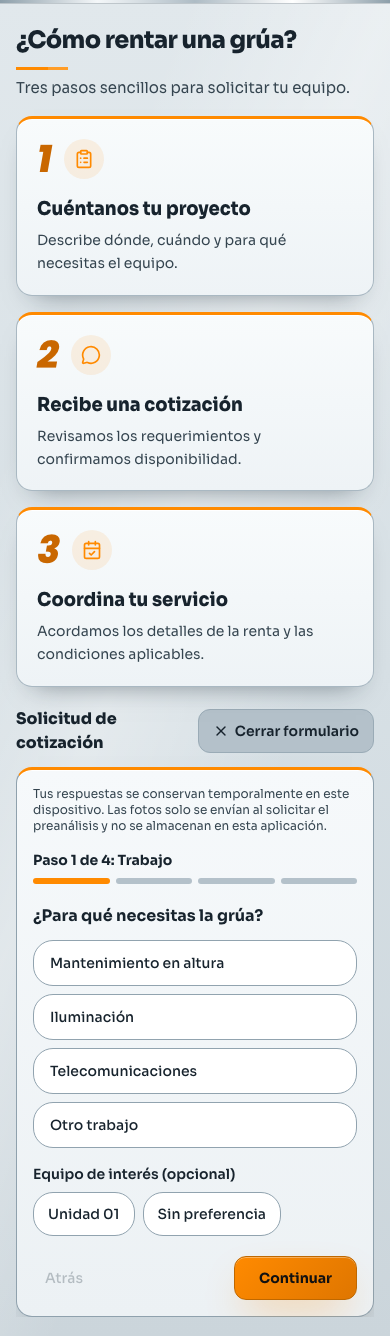 ¿Cómo rentar una grúa?
Tres pasos sencillos para solicitar tu equipo.
1
Cuéntanos tu proyecto
Describe dónde, cuándo y para qué
necesitas el equipo.
2
Recibe una cotización
Revisamos los requerimientos y
confirmamos disponibilidad.
3
Coordina tu servicio
Acordamos los detalles de la renta y las
condiciones aplicables.
Solicitud de
cotización
Cerrar formulario
Tus respuestas se conservan temporalmente en este
dispositivo. Las fotos solo se envían al solicitar el
preanálisis y no se almacenan en esta aplicación.
Paso 1 de 4: Trabajo
¿Para qué necesitas la grúa?
Mantenimiento en altura
Iluminación
Telecomunicaciones
Otro trabajo
Equipo de interés (opcional)
Unidad 01
Sin preferencia
Atrás
Continuar